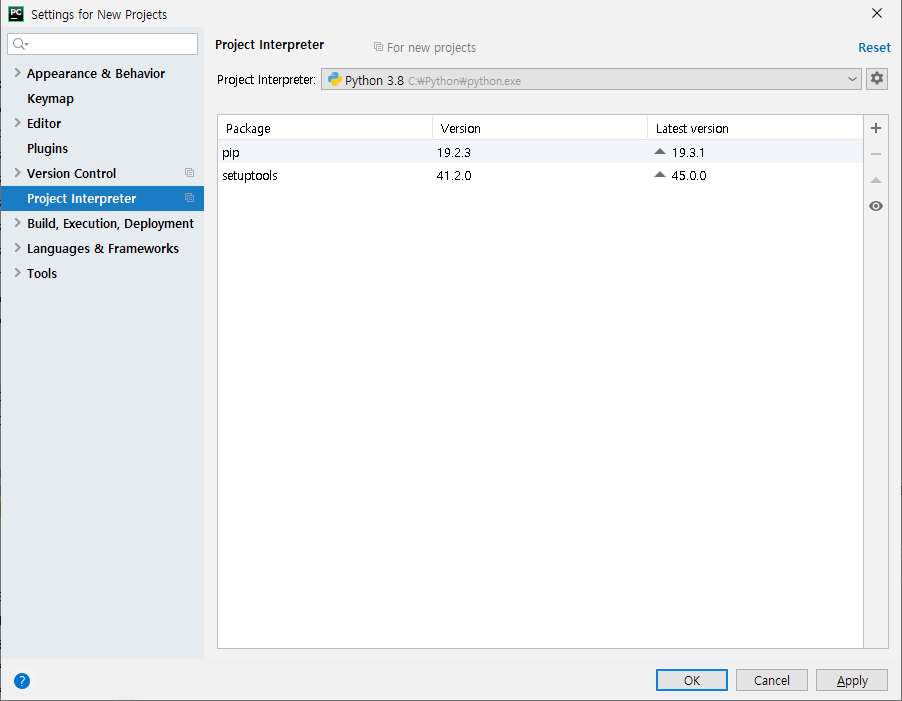 PC Settings for New Projects
Project Interpreter For new projects Reset
Appearance & Behavior
Keymap
Editor
Plugins
Version Control
Project Interpreter
Build, Execution, Deployment
Languages & Frameworks
Tools
Project Interpreter: Python 3.8 C:₩Python₩python.exe
Package Version Latest version
pip 19.2.3 19.3.1
setuptools 41.2.0 45.0.0
? OK Cancel Apply